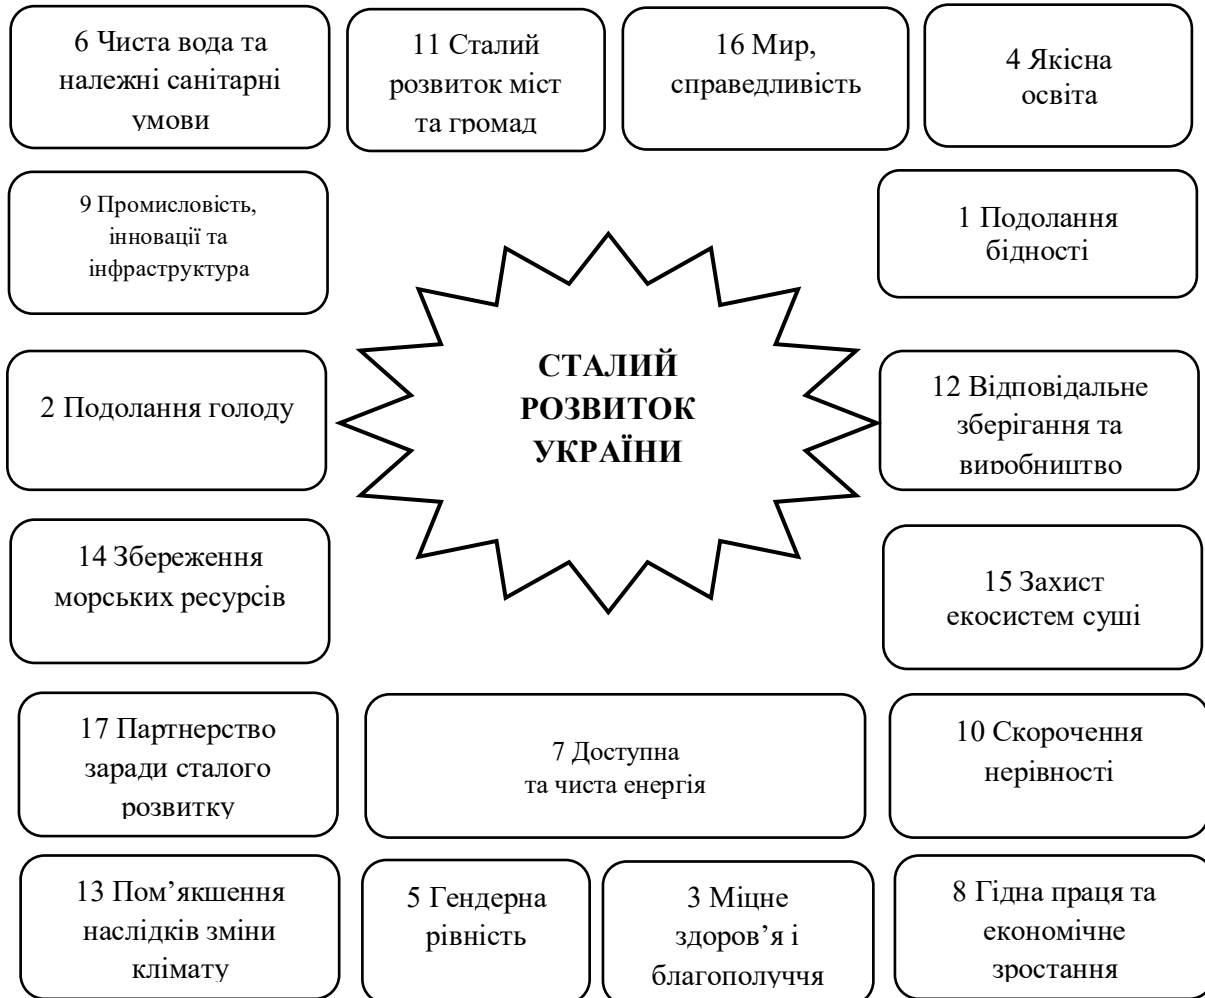 6 Чиста вода та
належні санітарні
умови
11 Сталий
розвиток міст
та громад
16 Мир,
справедливість
4 Якісна
освіта
9 Промисловість,
інновації та
інфраструктура
1 Подолання
бідності
СТАЛИЙ
РОЗВИТОК
УКРАЇНИ
2 Подолання голоду
12 Відповідальне
зберігання та
виробництво
14 Збереження
морських ресурсів
15 Захист
екосистем суші
17 Партнерство
заради сталого
розвитку
7 Доступна
та чиста енергія
10 Скорочення
нерівності
13 Пом’якшення
наслідків зміни
клімату
5 Гендерна
рівність
3 Міцне
здоров’я і
благополуччя
8 Гідна праця та
економічне
зростання